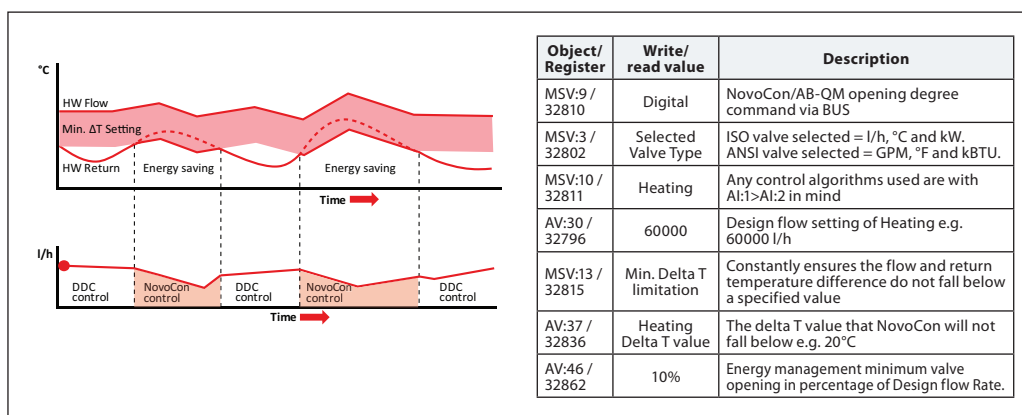 °C
HW Flow
Min. ΔT Setting
HW Return
Energy saving
Energy saving
Time
l/h
DDC
control
NovoCon
control
DDC
control
NovoCon
control
DDC
control
Time
Object/
Register
Write/
read value
Description
MSV:9 /
32810
Digital
NovoCon/AB-QM opening degree
command via BUS
MSV:3 /
32802
Selected
Valve Type
ISO valve selected = l/h, °C and kW.
ANSI valve selected = GPM, °F and kBTU.
MSV:10 /
32811
Heating
Any control algorithms used are with
AI:1>AI:2 in mind
AV:30 /
32796
60000
Design flow setting of Heating e.g.
60000 l/h
MSV:13 /
32815
Min. Delta T
limitation
Constantly ensures the flow and return
temperature difference do not fall below
a specified value
AV:37 /
32836
Heating
Delta T value
The delta T value that NovoCon will not
fall below e.g. 20°C
AV:46 /
32862
10%
Energy management minimum valve
opening in percentage of Design flow Rate.